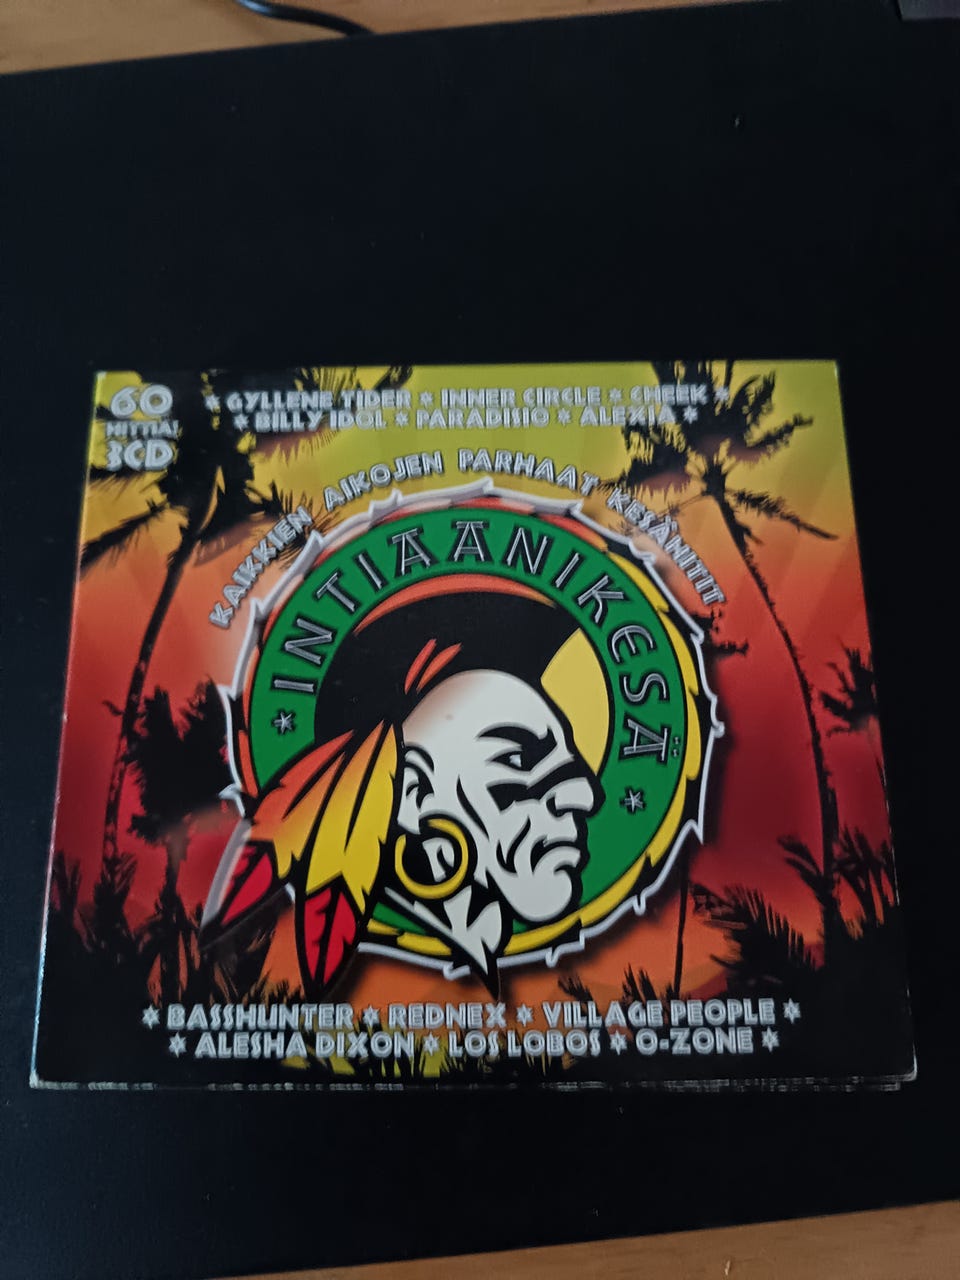 60
HITTIÄ!
3CD
* GYLLENE TIDER * INNER CIRCLE * CHEEK *
* BILLY IDOL * PARADISIO * ALEXIA *
KAIKKIEN AIKOJEN PARHAAT KESÄHITIT
* INTIAANIKESÄ *
* BASSHUNTER * REDNEX * VILLAGE PEOPLE *
* ALESHA DIXON * LOS LOBOS * O-ZONE *